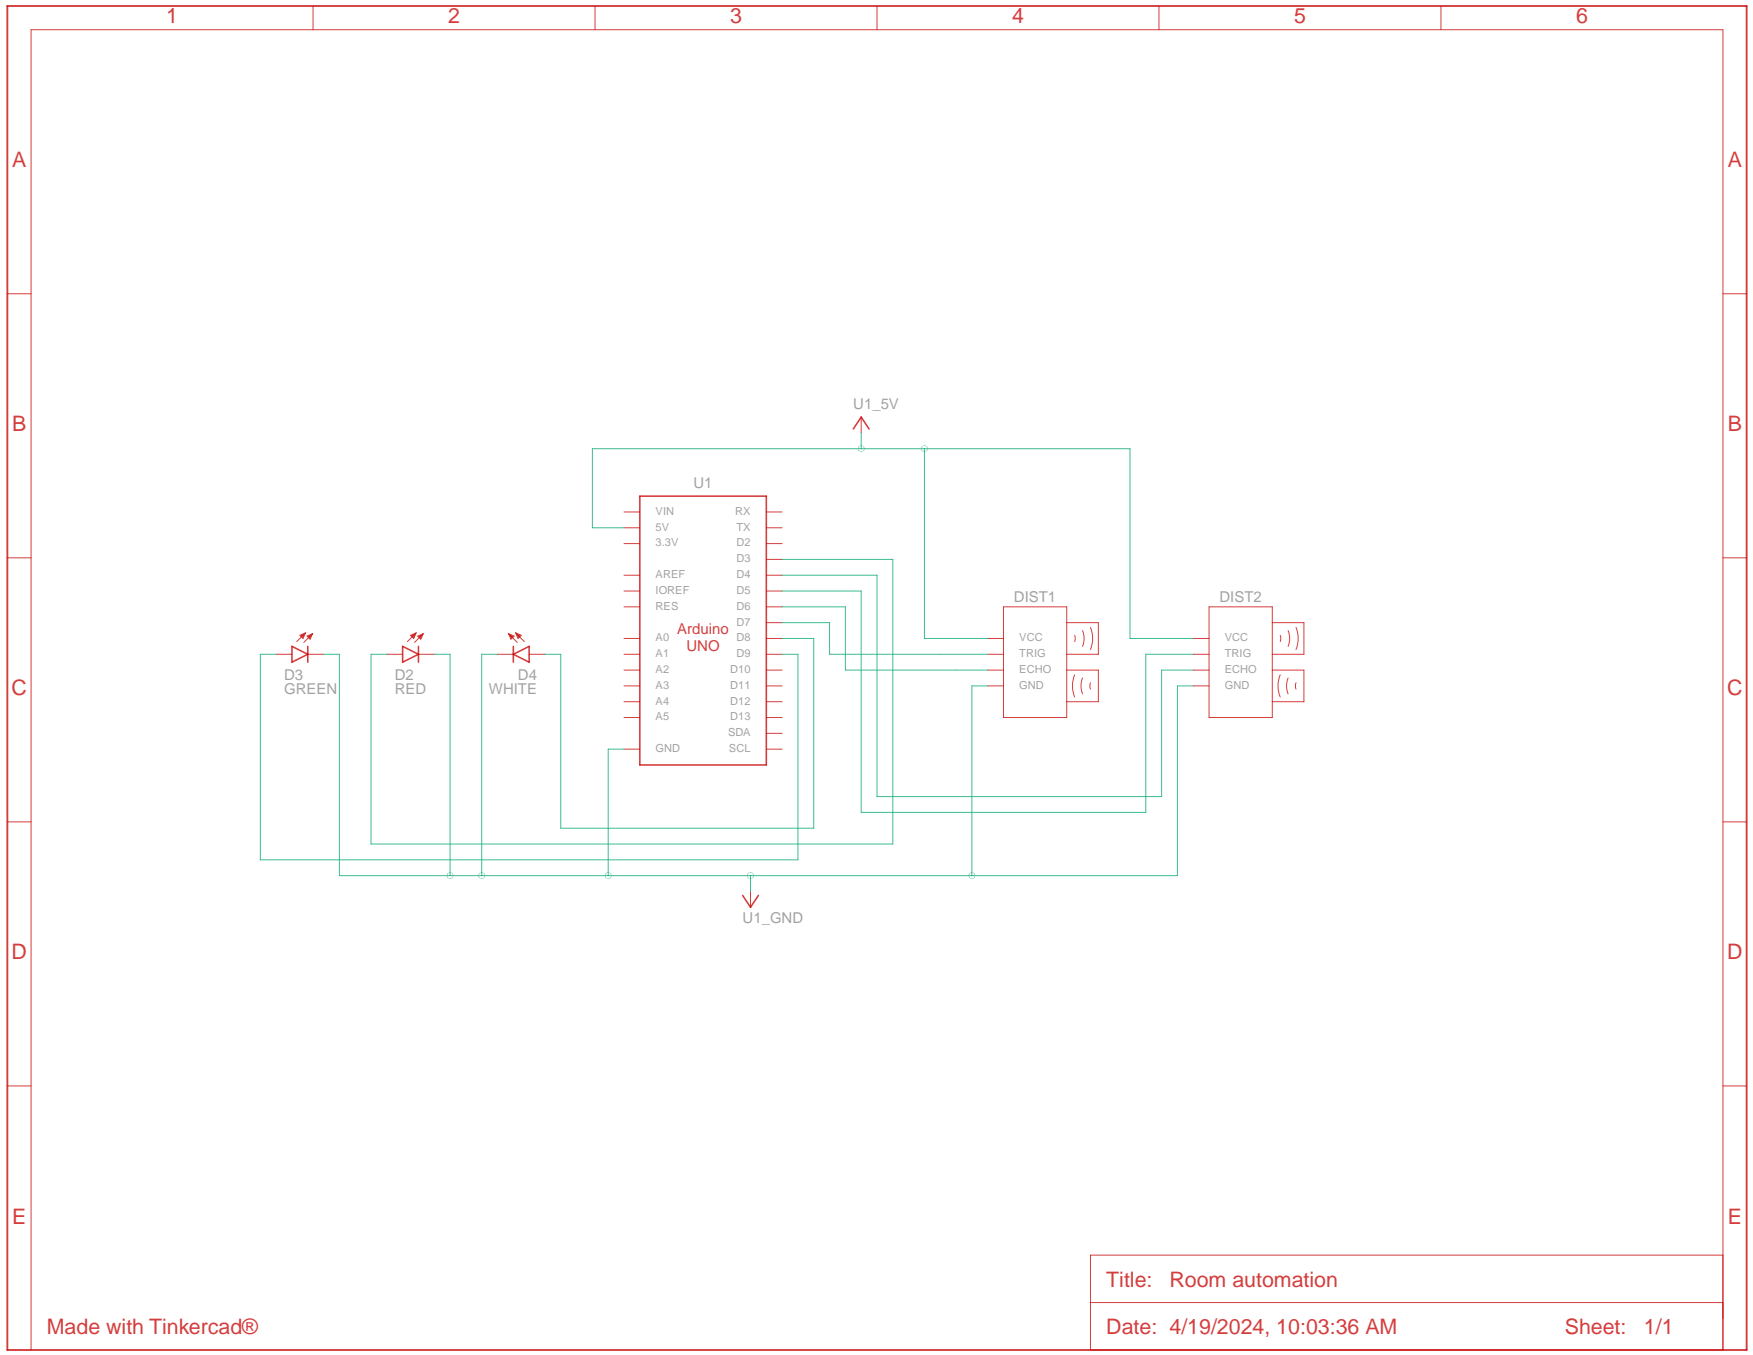 1 2 3 4 5 6
A A
B B
U1_5V
U1
VIN RX
5V TX
3.3V D2
D3
AREF D4
IOREF D5
RES D6
D7
A0 D8
A1 D9
A2 D10
A3 D11
A4 D12
A5 D13
SDA
GND SCL
Arduino
UNO
DIST1
VCC
TRIG
ECHO
GND
DIST2
VCC
TRIG
ECHO
GND
D3
GREEN
D2
RED
D4
WHITE
C C
U1_GND
D D
E E
Title: Room automation
Made with Tinkercad®
Date: 4/19/2024, 10:03:36 AM Sheet: 1/1